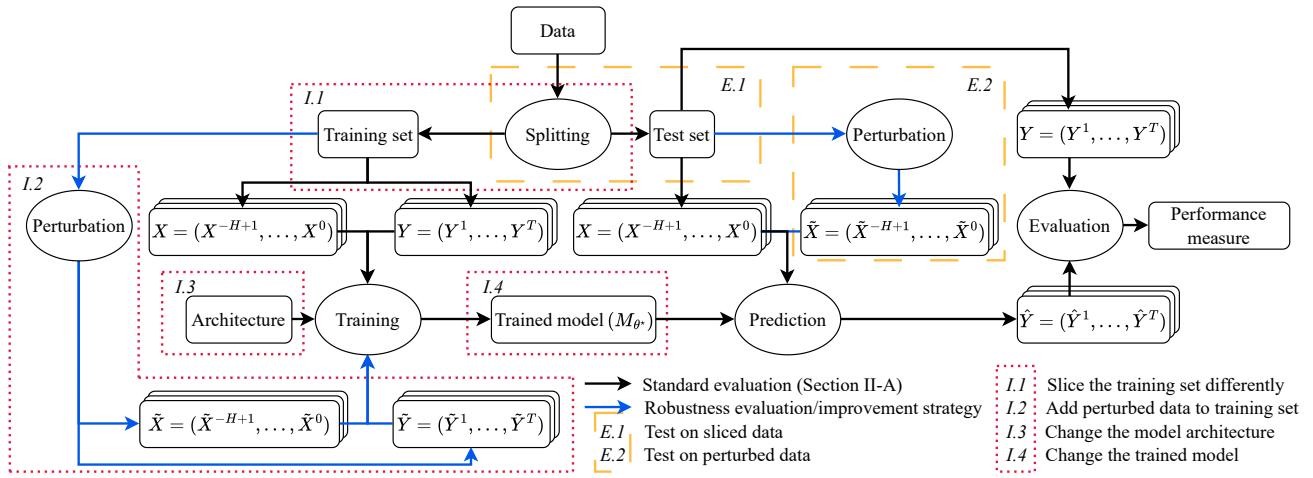 Data
I.1
E.1
E.2
Training set
Splitting
Test set
Perturbation
Y = (Y^1, . . . , Y^T)
I.2
Perturbation
X = (X^{-H+1}, . . . , X^0)
Y = (Y^1, . . . , Y^T)
X = (X^{-H+1}, . . . , X^0)
X̃ = (X̃^{-H+1}, . . . , X̃^0)
Evaluation
Performance
measure
I.3
Architecture
Training
I.4
Trained model (M_{θ*})
Prediction
Ŷ = (Ŷ^1, . . . , Ŷ^T)
X̃ = (X̃^{-H+1}, . . . , X̃^0)
Ỹ = (Ỹ^1, . . . , Ỹ^T)
Standard evaluation (Section II-A)
Robustness evaluation/improvement strategy
E.1 Test on sliced data
E.2 Test on perturbed data
I.1 Slice the training set differently
I.2 Add perturbed data to training set
I.3 Change the model architecture
I.4 Change the trained model